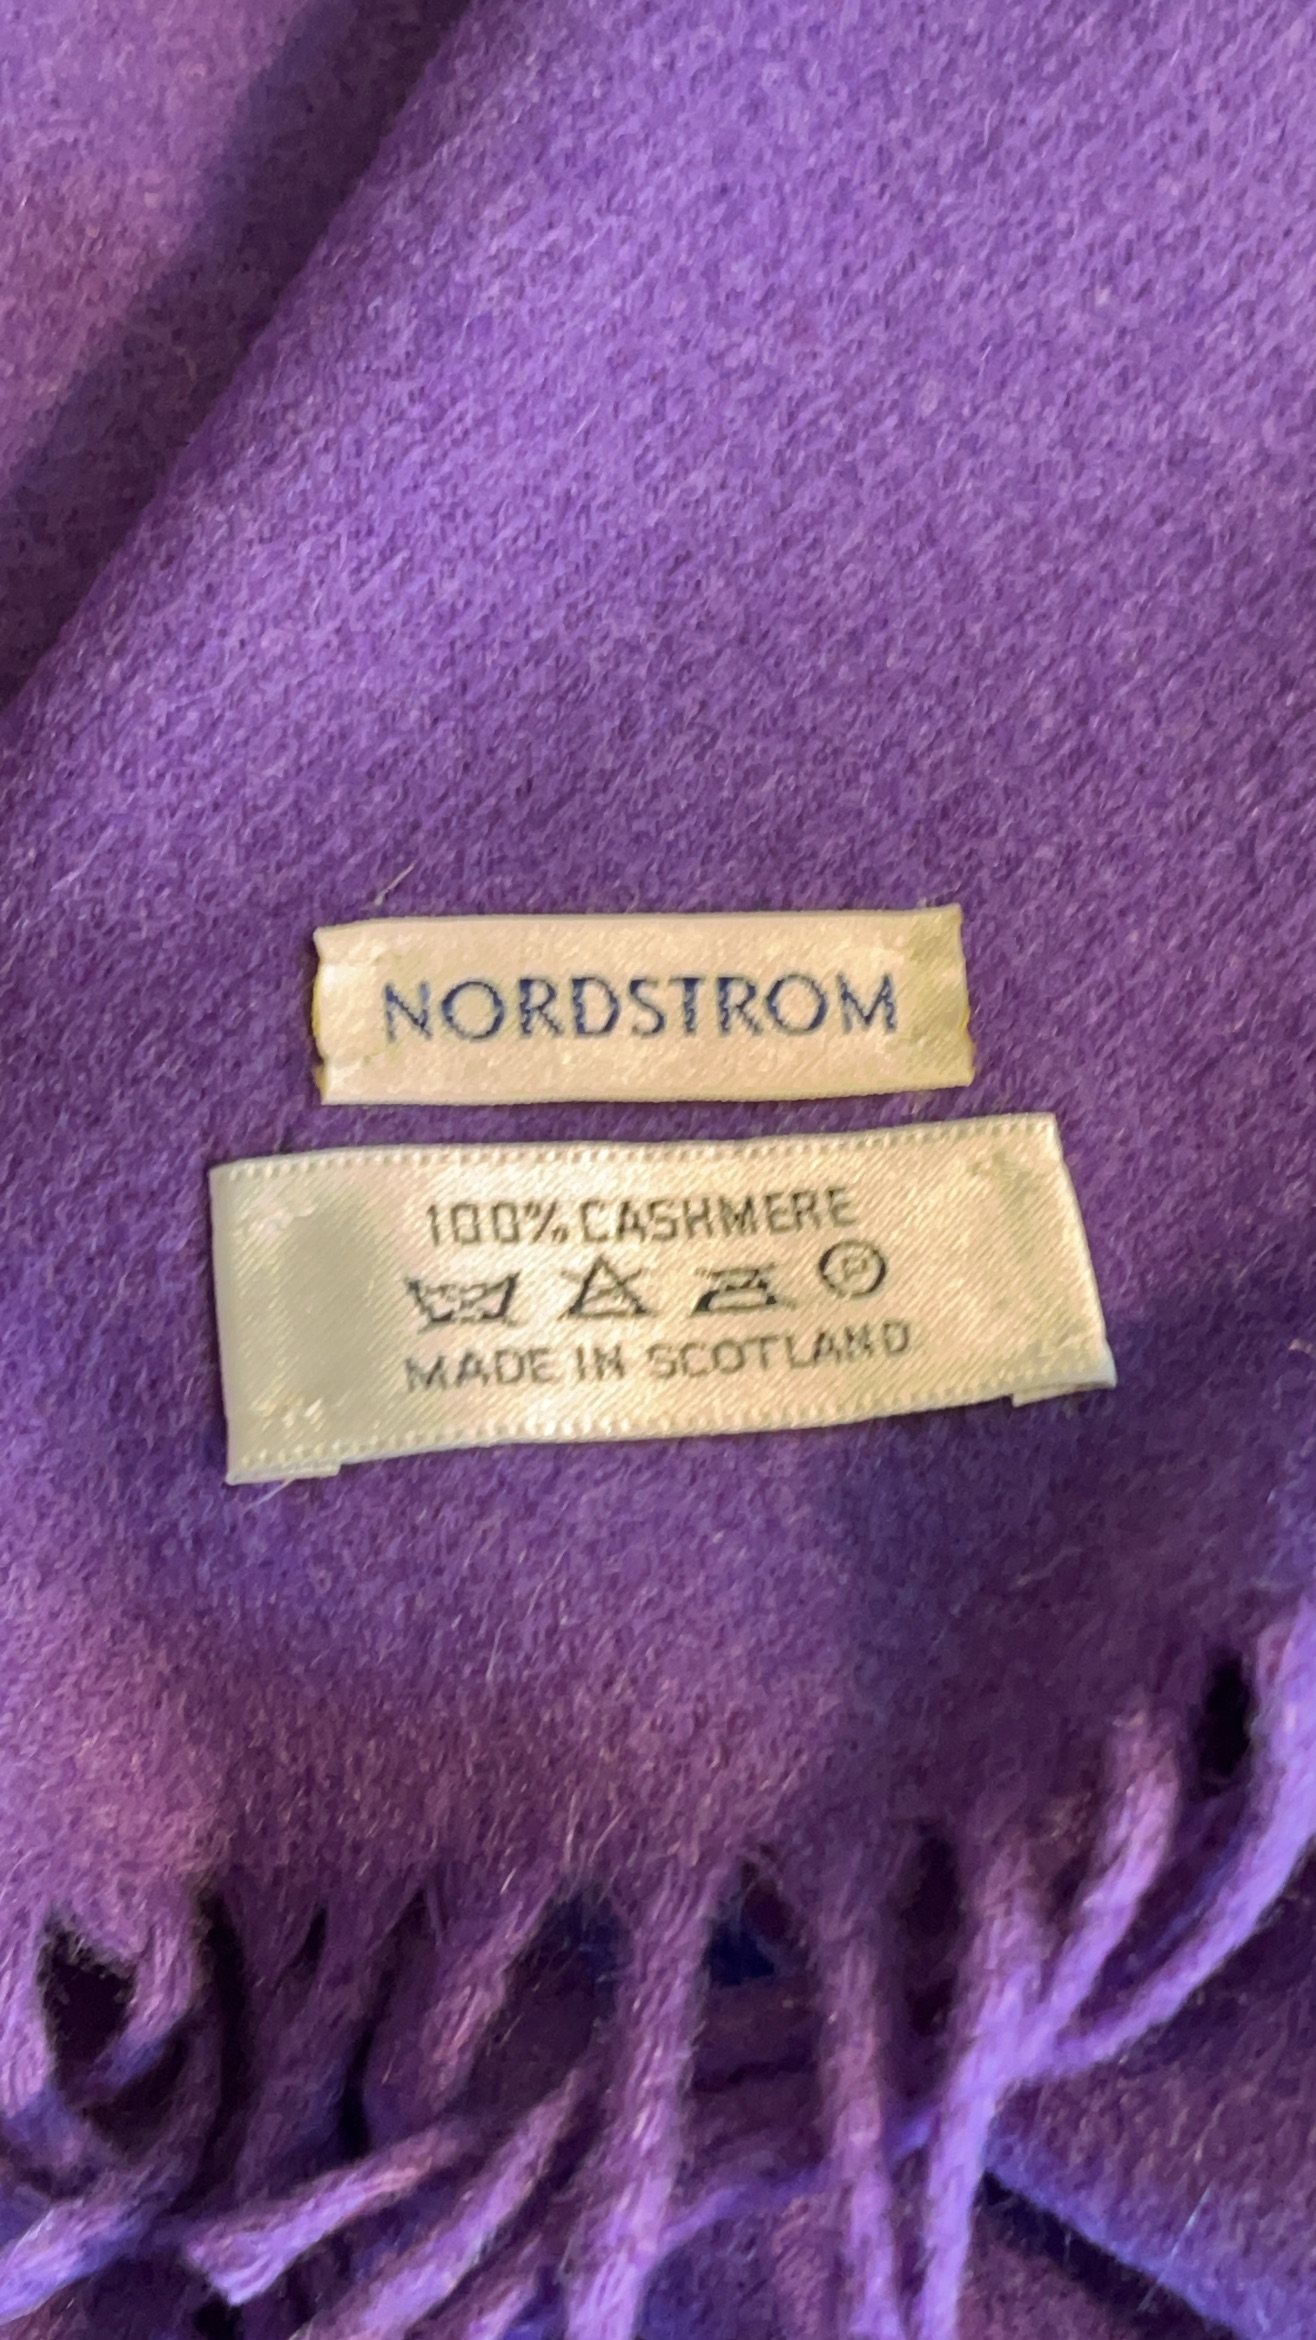 NORDSTROM
100% CASHMERE
P
MADE IN SCOTLAND